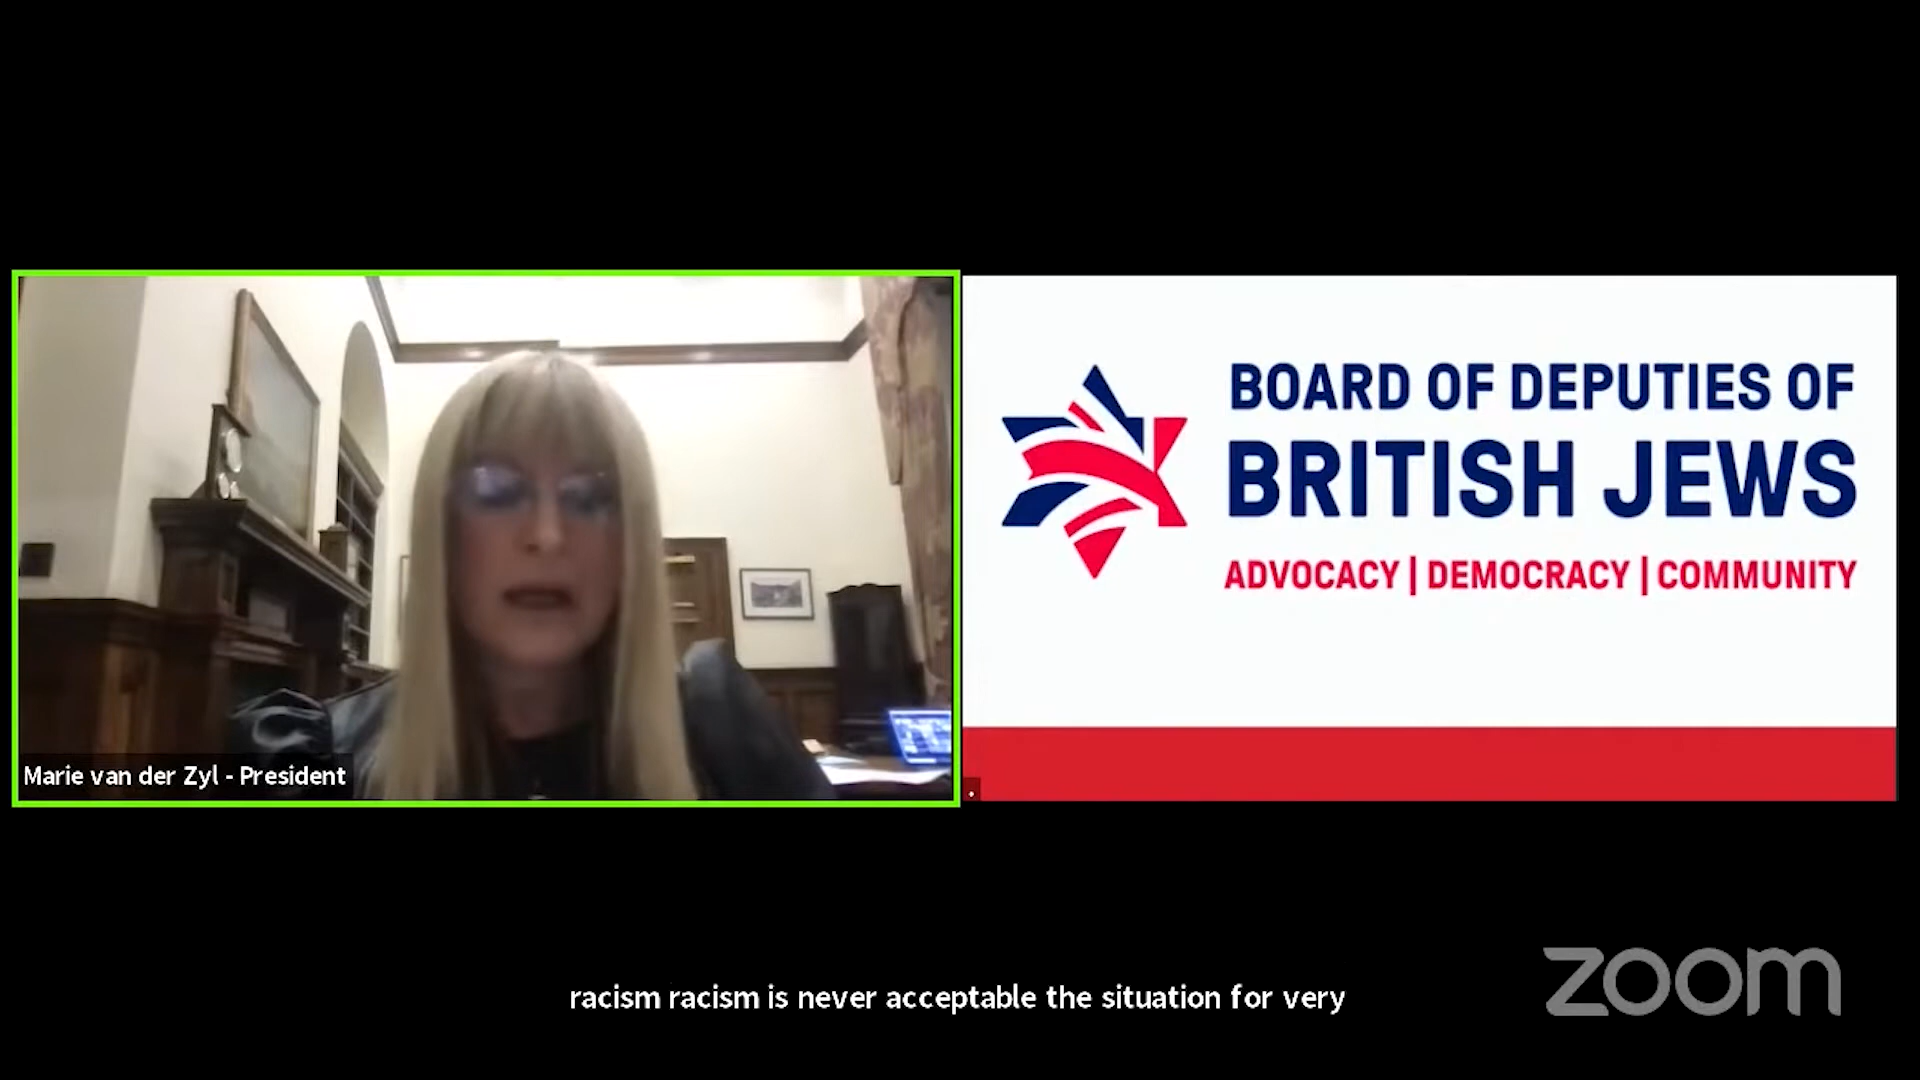 BOARD OF DEPUTIES OF
BRITISH JEWS
ADVOCACY | DEMOCRACY | COMMUNITY
Marie van der Zyl - President
.
racism racism is never acceptable the situation for very
zoom